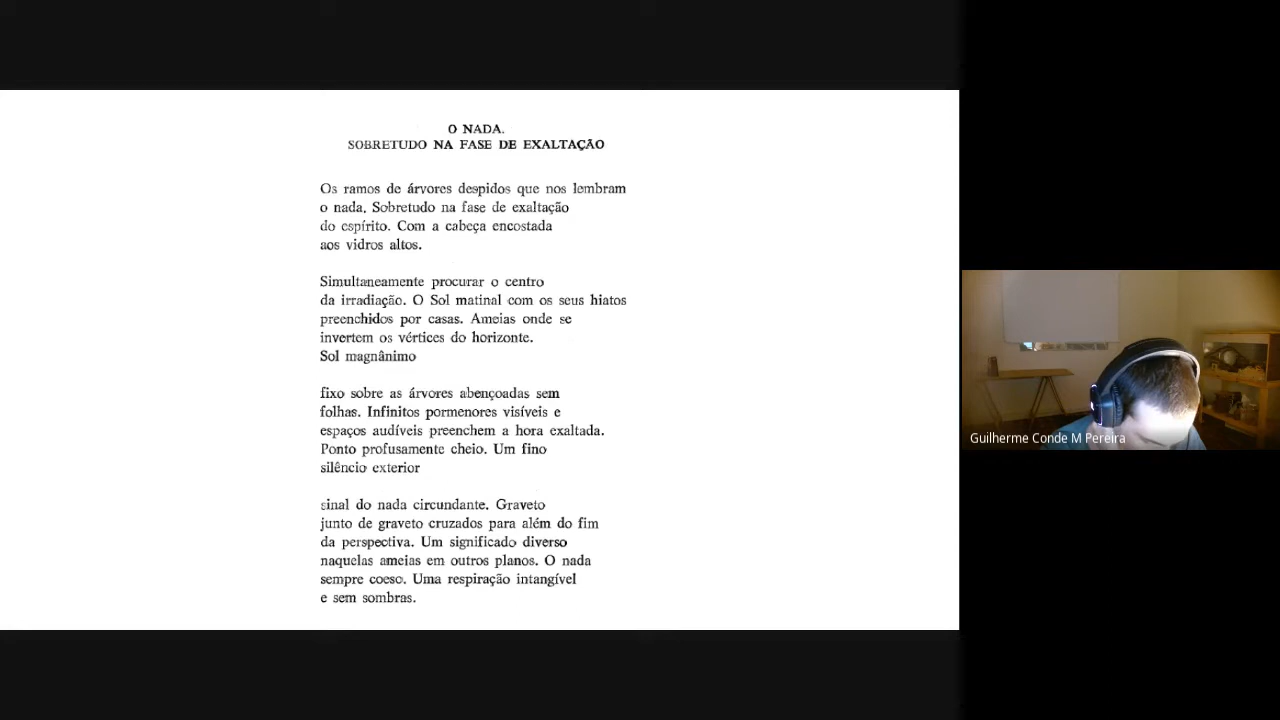 O NADA.
SOBRETUDO NA FASE DE EXALTAÇÃO
Os ramos de árvores despidos que nos lembram
o nada. Sobretudo na fase de exaltação
do espírito. Com a cabeça encostada
aos vidros altos.
Simultaneamente procurar o centro
da irradiação. O Sol matinal com os seus hiatos
preenchidos por casas. Ameias onde se
invertem os vértices do horizonte.
Sol magnânimo
fixo sobre as árvores abençoadas sem
folhas. Infinitos pormenores visíveis e
espaços audíveis preenchem a hora exaltada.
Ponto profusamente cheio. Um fino
silêncio exterior
sinal do nada circundante. Graveto
junto de graveto cruzados para além do fim
da perspectiva. Um significado diverso
naquelas ameias em outros planos. O nada
sempre coeso. Uma respiração intangível
e sem sombras.
Guilherme Conde M Pereira